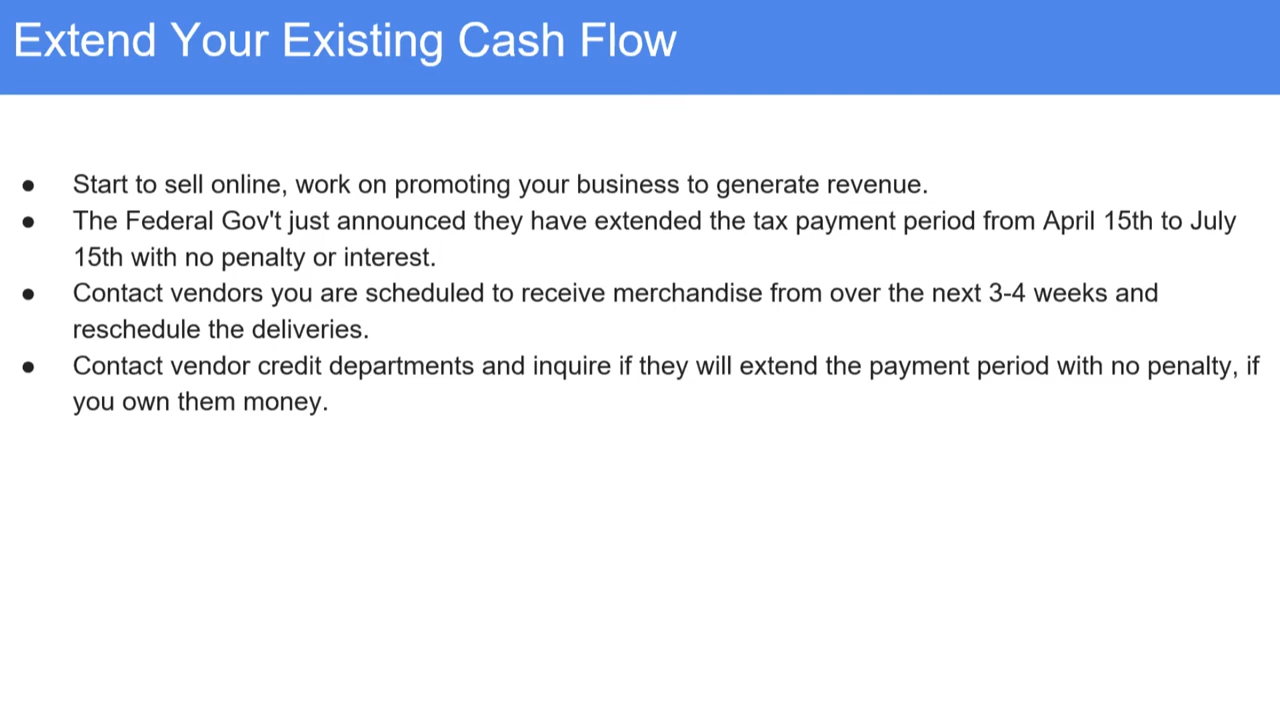 Extend Your Existing Cash Flow
● Start to sell online, work on promoting your business to generate revenue.
● The Federal Gov't just announced they have extended the tax payment period from April 15th to July
15th with no penalty or interest.
● Contact vendors you are scheduled to receive merchandise from over the next 3-4 weeks and
reschedule the deliveries.
● Contact vendor credit departments and inquire if they will extend the payment period with no penalty, if
you own them money.